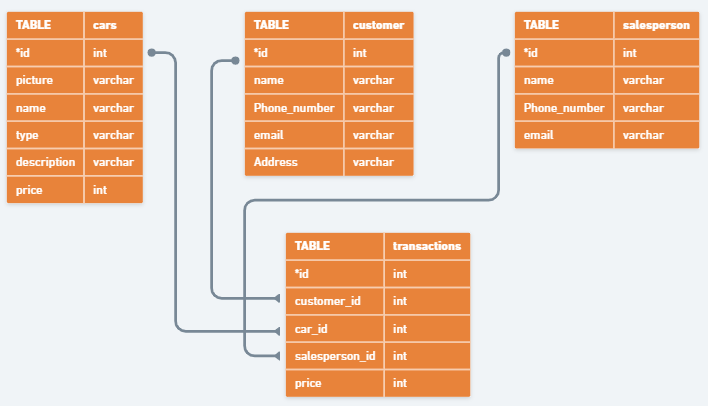 TABLE cars
*id int
picture varchar
name varchar
type varchar
description varchar
price int
TABLE customer
*id int
name varchar
Phone_number varchar
email varchar
Address varchar
TABLE salesperson
*id int
name varchar
Phone_number varchar
email varchar
TABLE transactions
*id int
customer_id int
car_id int
salesperson_id int
price int